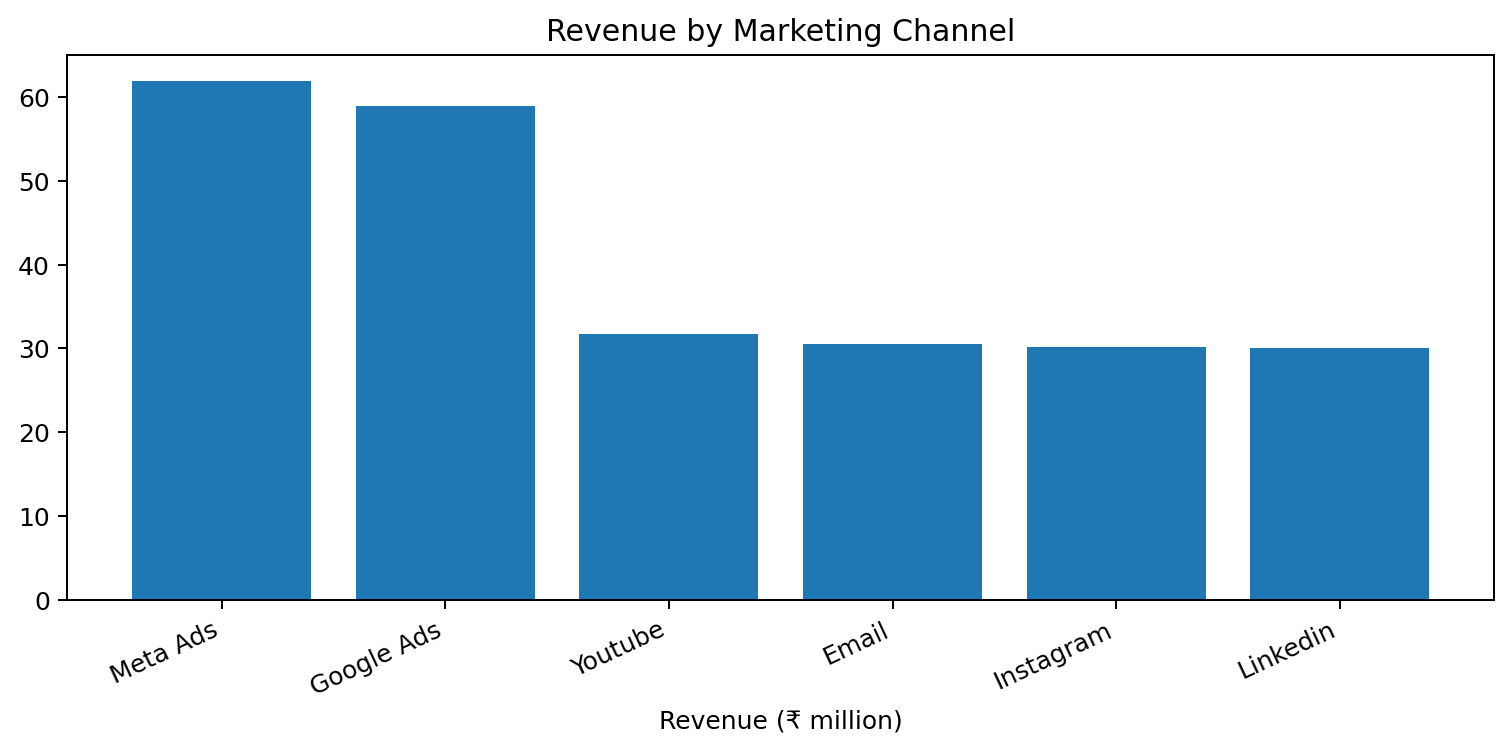 Revenue by Marketing Channel
60
50
40
30
20
10
0
Meta Ads
Google Ads
Youtube
Email
Instagram
Linkedin
Revenue (₹ million)